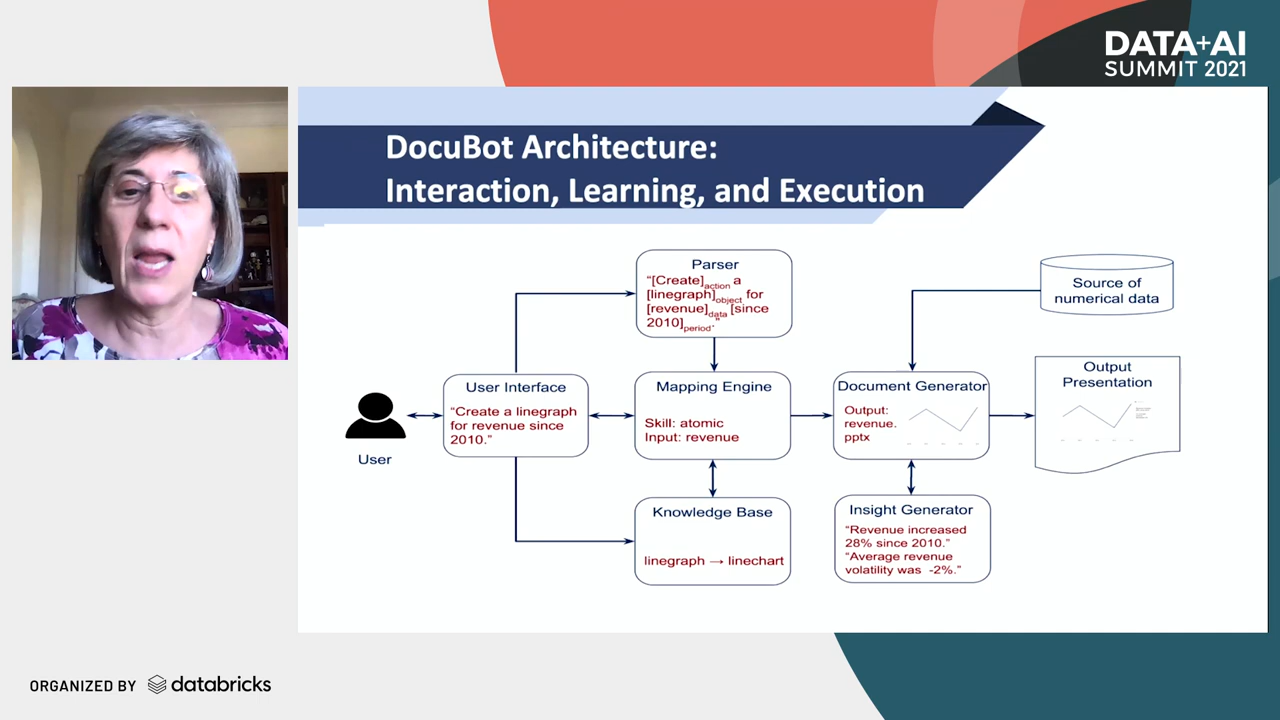 DATA+AI
SUMMIT 2021
DocuBot Architecture:
Interaction, Learning, and Execution
Parser
“[Create]action a
[linegraph]object for
[revenue]data [since
2010]period.”
Source of
numerical data
User Interface
“Create a linegraph
for revenue since
2010.”
User
Mapping Engine
Skill: atomic
Input: revenue
Document Generator
Output:
revenue.
pptx
Output
Presentation
Knowledge Base
linegraph → linechart
Insight Generator
“Revenue increased
28% since 2010.”
“Average revenue
volatility was -2%.”
ORGANIZED BY databricks